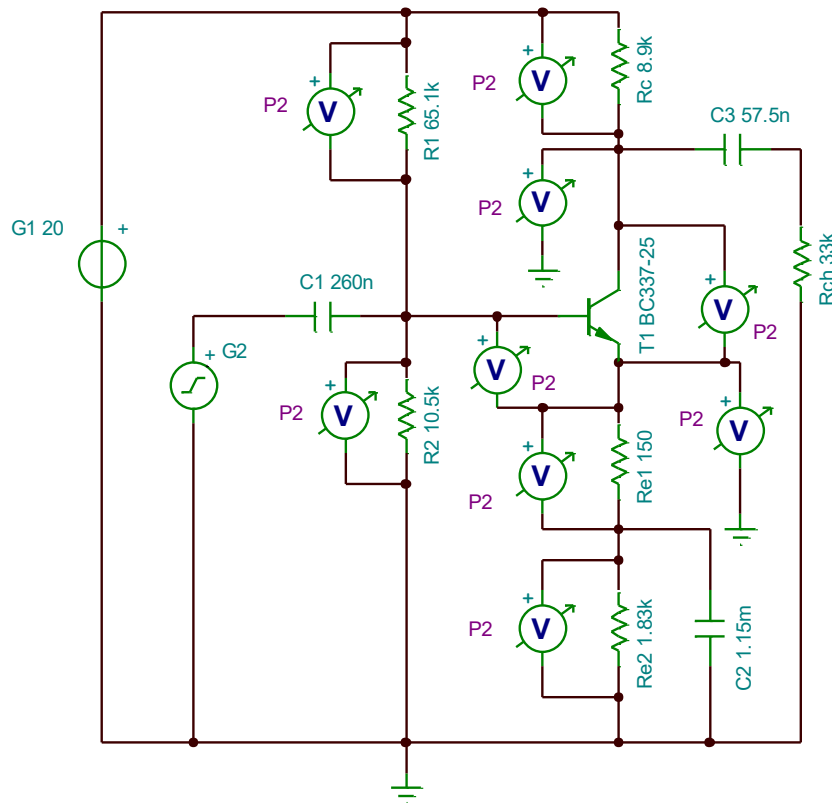 +
P2
V
R1 65.1k
+
P2
V
Rc 8.9k
C3 57.5n
+
P2
V
G1 20
+
C1 260n
T1 BC337-25
+
V
P2
Rch 33k
+
G2
+
P2
V
R2 10.5k
+
V
P2
+
P2
V
Re1 150
+
P2
V
+
P2
V
Re2 1.83k
C2 1.15m